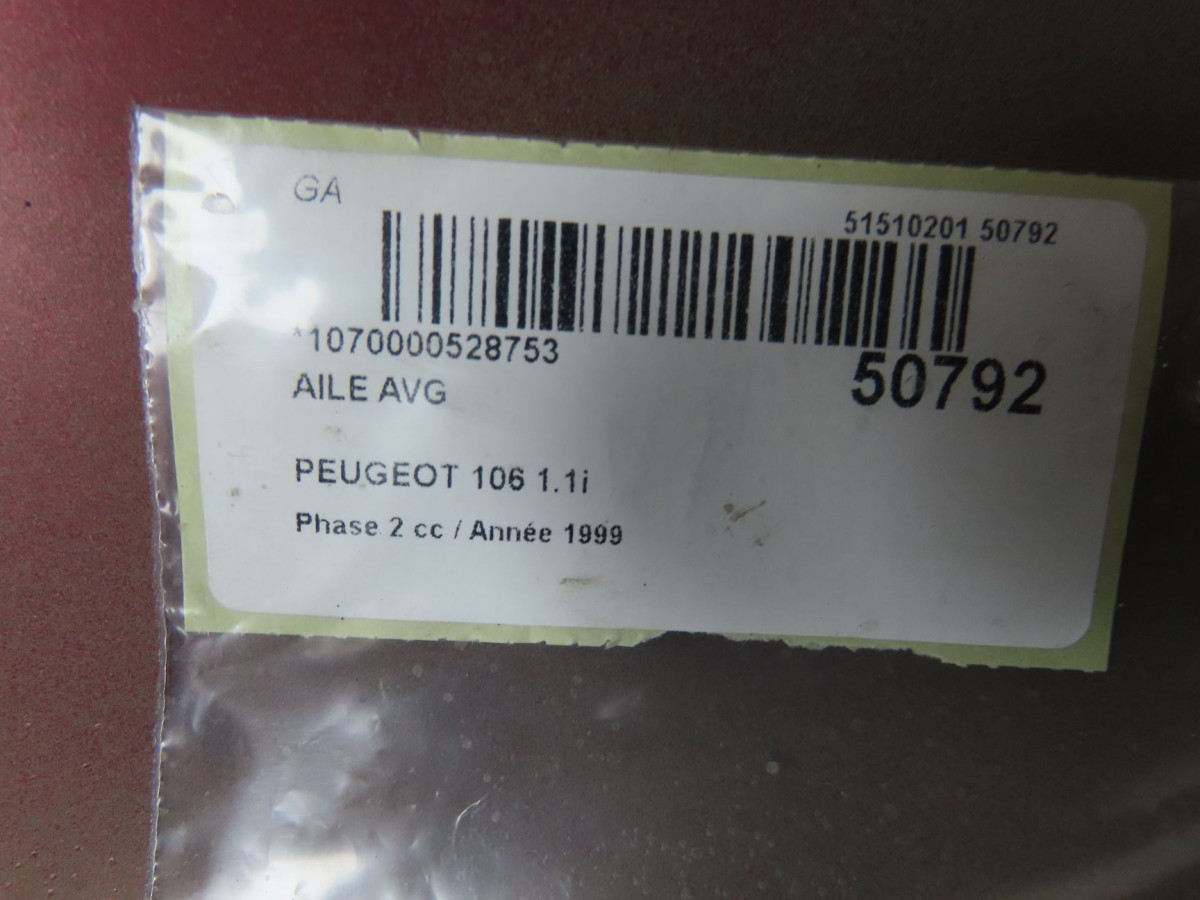 GA
51510201 50792
*1070000528753
50792
AILE AVG
PEUGEOT 106 1.1i
Phase 2 cc / Année 1999